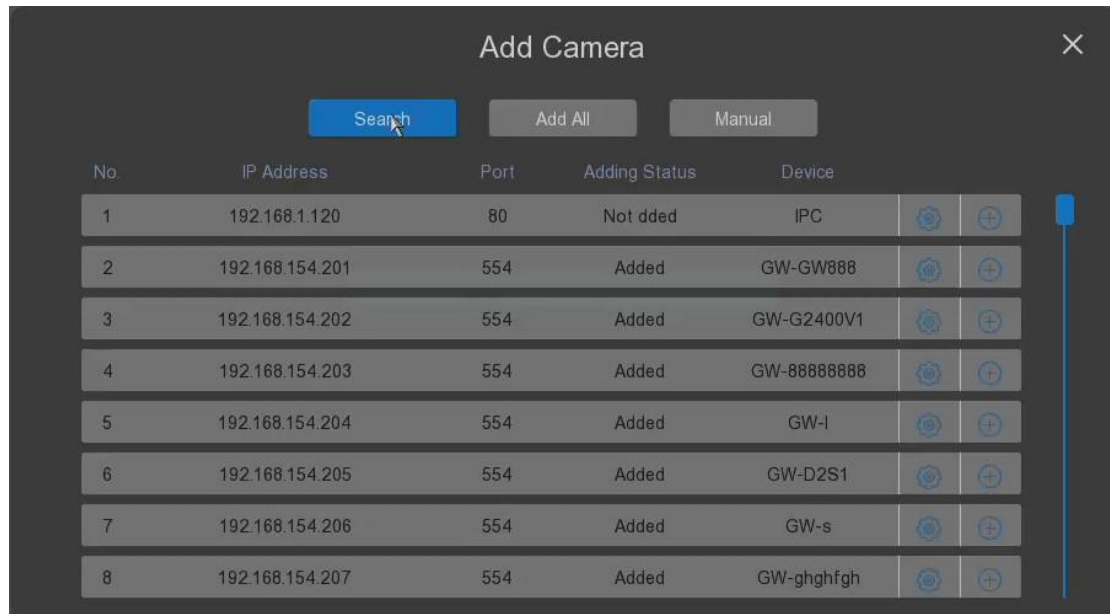 Add Camera
Search Add All Manual
No. IP Address Port Adding Status Device
1 192.168.1.120 80 Not dded IPC
2 192.168.154.201 554 Added GW-GW888
3 192.168.154.202 554 Added GW-G2400V1
4 192.168.154.203 554 Added GW-88888888
5 192.168.154.204 554 Added GW-I
6 192.168.154.205 554 Added GW-D2S1
7 192.168.154.206 554 Added GW-s
8 192.168.154.207 554 Added GW-ghghfgh